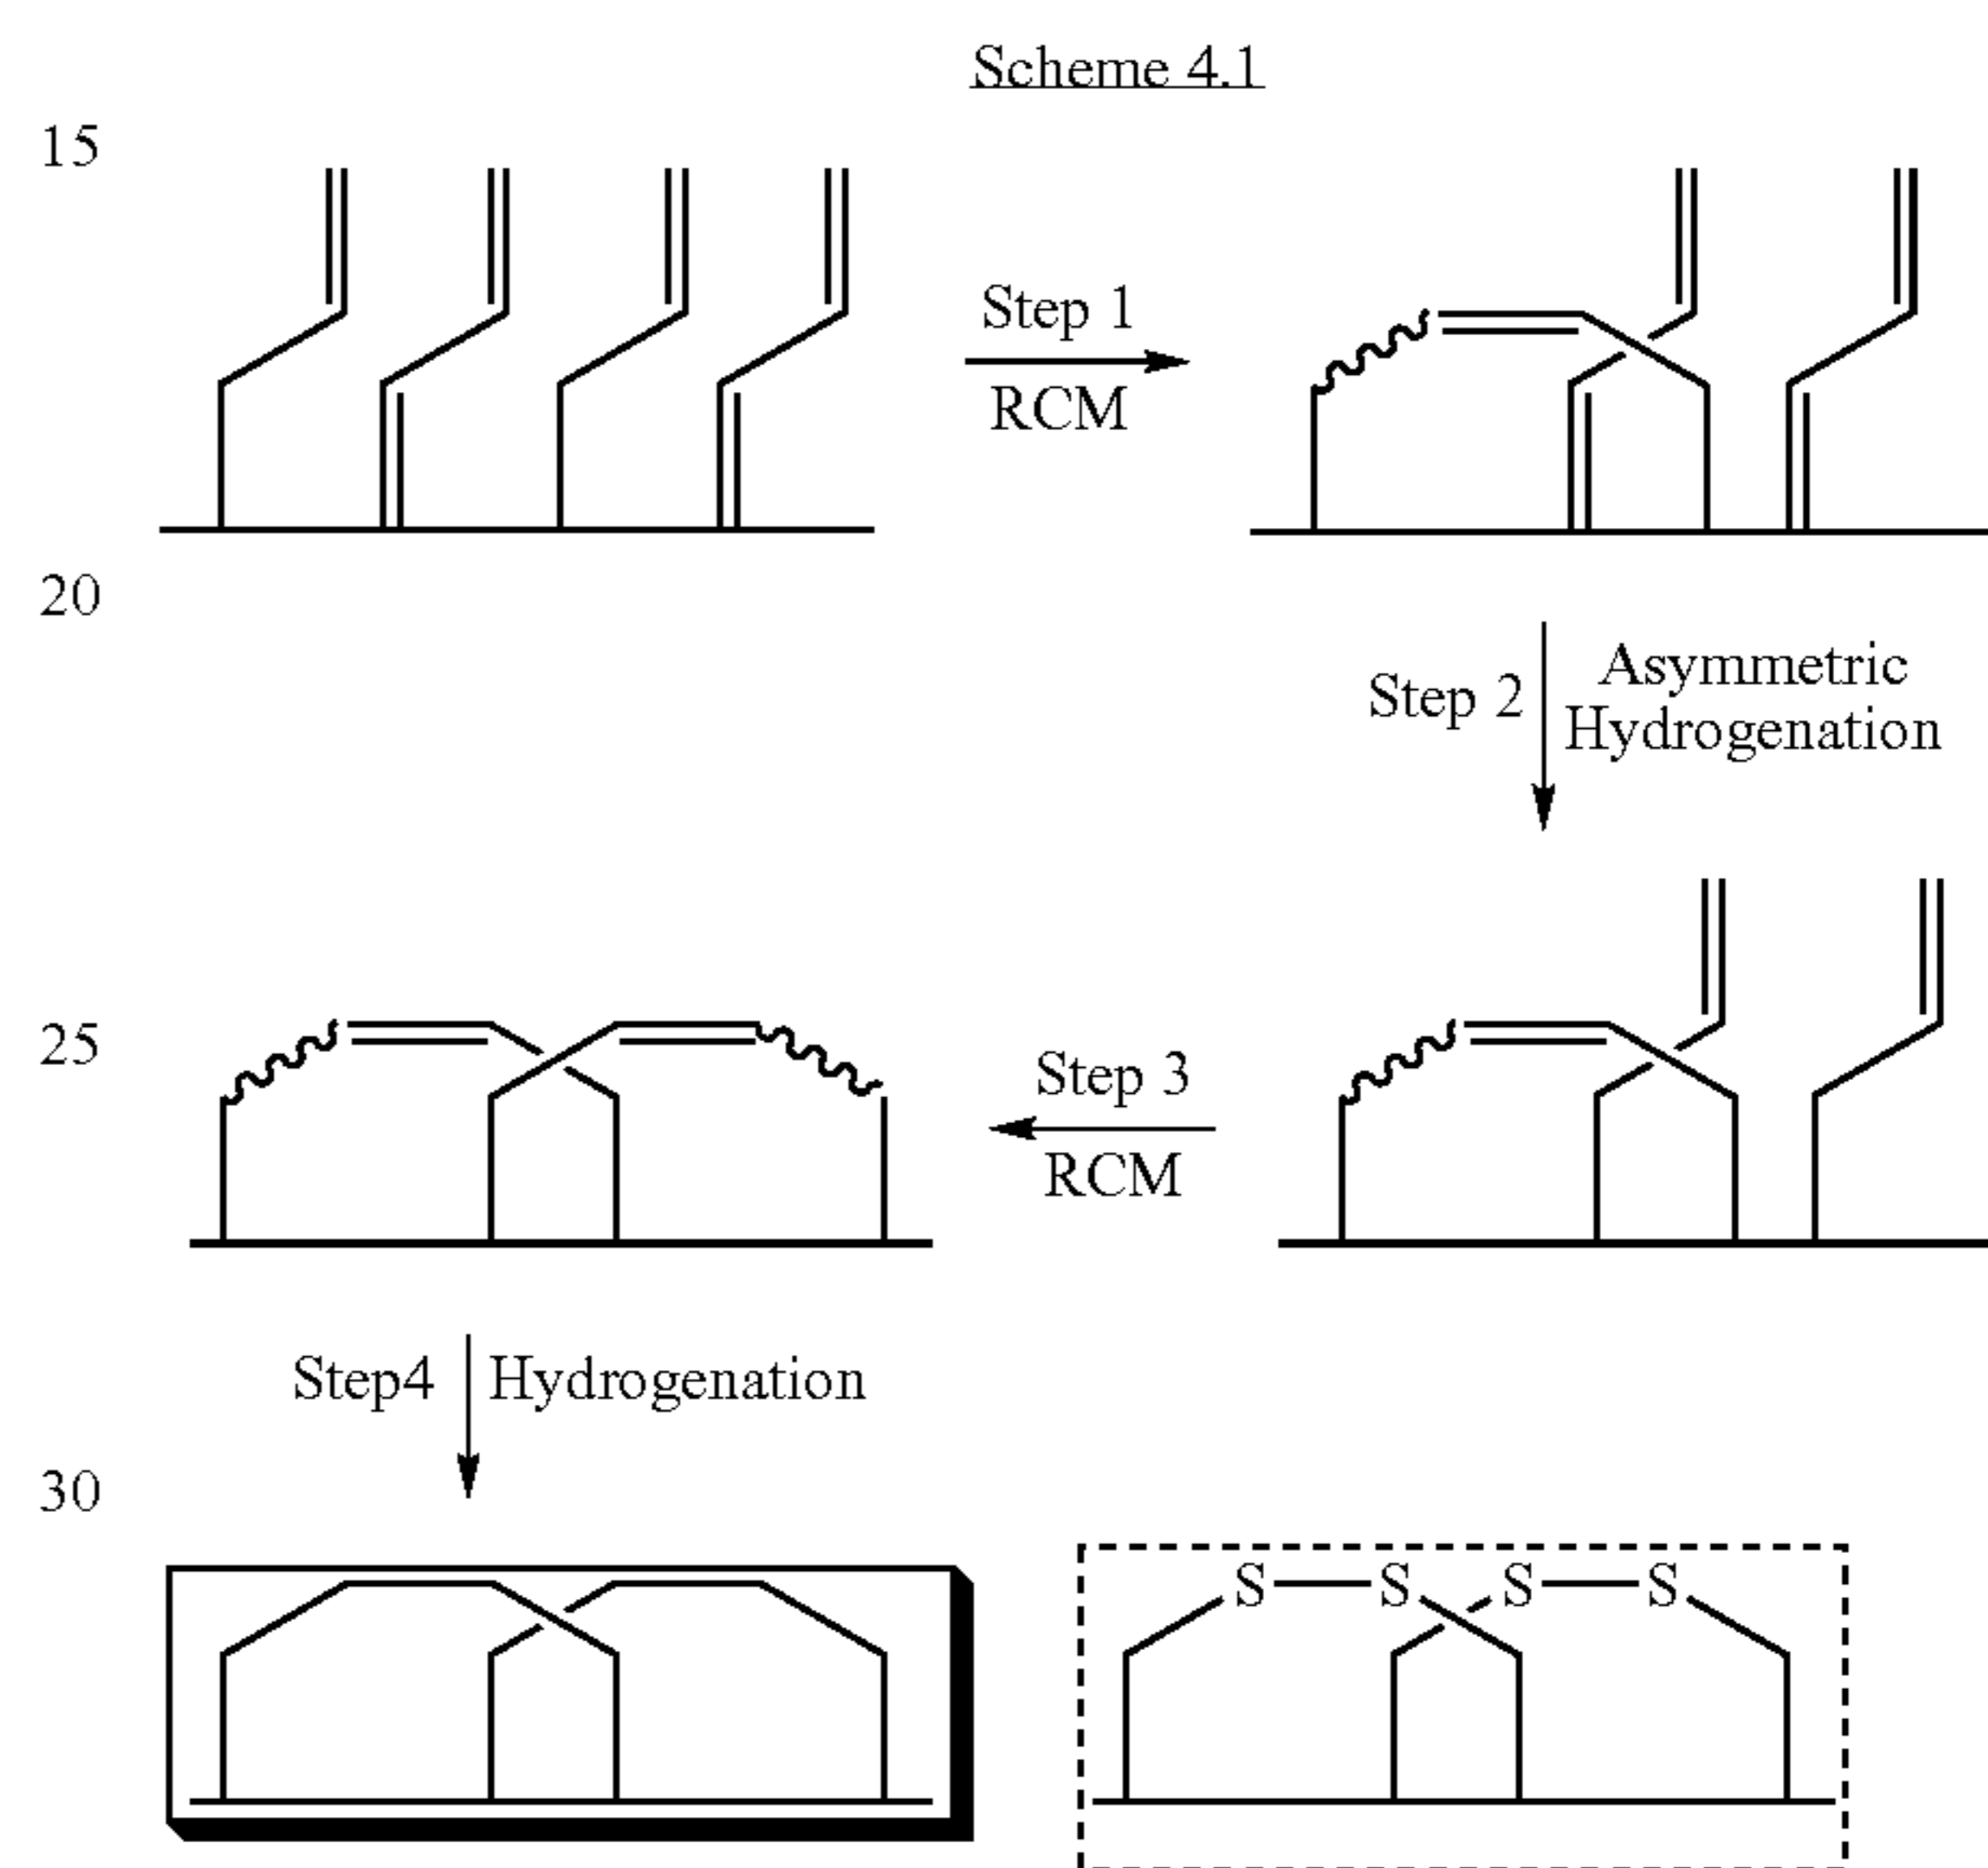 Scheme 4.1
15
Step 1
RCM
20
Step 2
Asymmetric
Hydrogenation
25
Step 3
RCM
Step4
Hydrogenation
30
S S S S